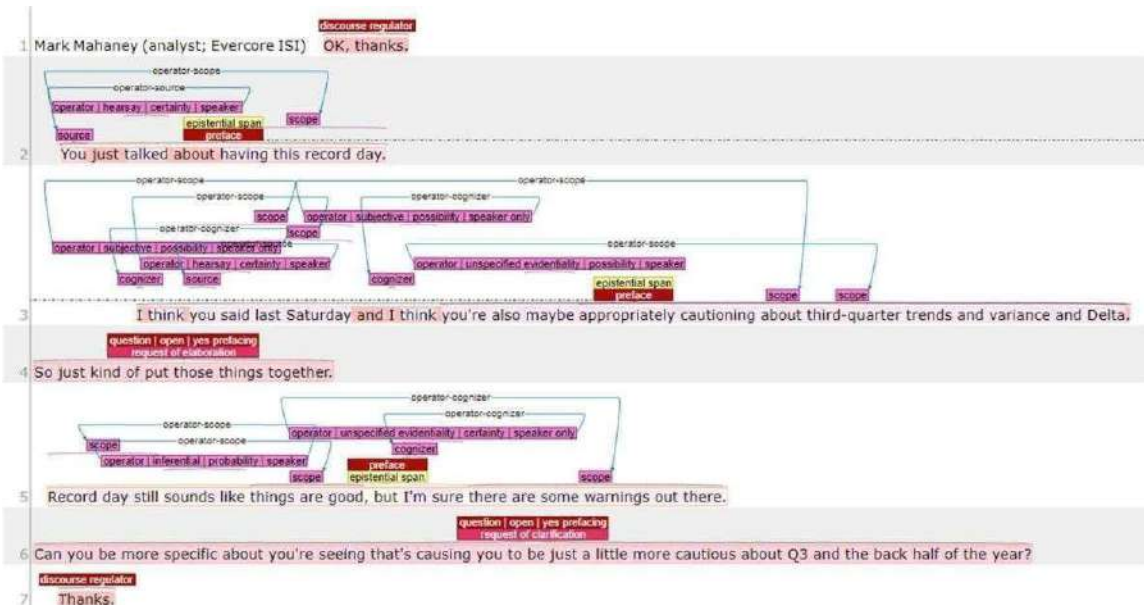 discourse regulator
1 Mark Mahaney (analyst; Evercore ISI) OK, thanks.
operator-scope
operator-source
operator | hearsay | certainty | speaker
scope
epistential span
source preface
2 You just talked about having this record day.
operator-scope operator-scope
operator-scope operator-cognizer
scope operator | subjective | possibility | speaker only
operator-cognizer scope
operator | subjective | possibility | speaker only operator-scope
operator | hearsay | certainty | speaker operator | unspecified evidentiality | possibility | speaker
cognizer source cognizer
epistential span
preface scope scope
3 I think you said last Saturday and I think you're also maybe appropriately cautioning about third-quarter trends and variance and Delta.
question | open | yes prefacing
request of elaboration
4 So just kind of put those things together.
operator-cognizer
operator-cognizer
operator-scope
operator | unspecified evidentiality | certainty | speaker only
scope operator-scope cognizer
operator | inferential | probability | speaker
preface
scope epistential span scope
5 Record day still sounds like things are good, but I'm sure there are some warnings out there.
question | open | yes prefacing
request of clarification
6 Can you be more specific about you're seeing that's causing you to be just a little more cautious about Q3 and the back half of the year?
discourse regulator
7 Thanks.